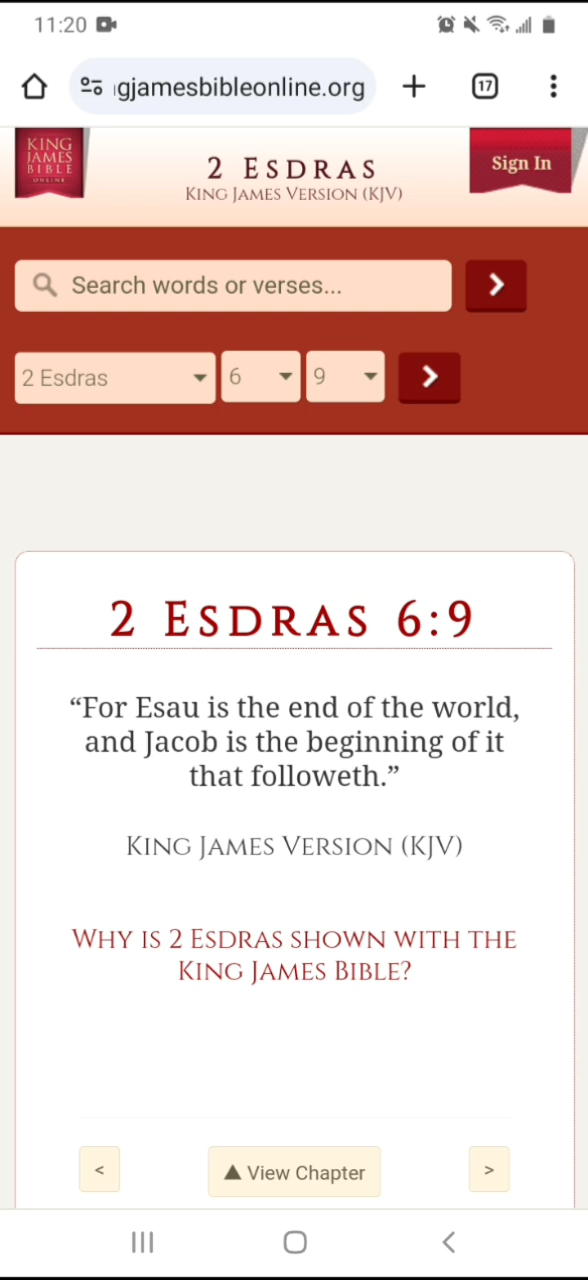 11:20
gjamesbibleonline.org
17
KING
JAMES
BIBLE
ONLINE
2 ESDRAS
KING JAMES VERSION (KJV)
Sign In
Search words or verses...
2 Esdras
6
9
2 ESDRAS 6:9
“For Esau is the end of the world,
and Jacob is the beginning of it
that followeth.”
KING JAMES VERSION (KJV)
WHY IS 2 ESDRAS SHOWN WITH THE
KING JAMES BIBLE?
<
▲ View Chapter
>